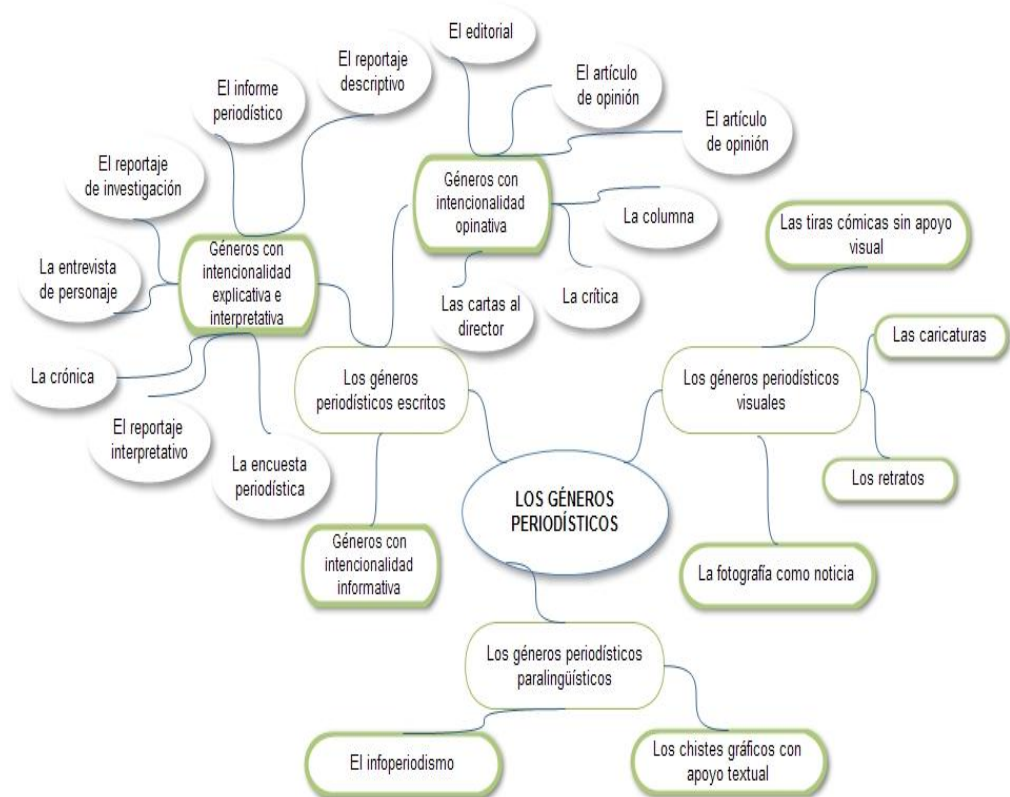 El editorial
El reportaje
descriptivo
El artículo
de opinión
El informe
periodístico
El artículo
de opinión
El reportaje
de investigación
Géneros con
intencionalidad
opinativa
La columna
Las tiras cómicas sin apoyo
visual
Géneros con
intencionalidad
explicativa e
interpretativa
La entrevista
de personaje
La crítica
Las cartas al
director
Las caricaturas
La crónica
Los géneros
periodísticos escritos
Los géneros periodísticos
visuales
El reportaje
interpretativo
La encuesta
periodística
Los retratos
LOS GÉNEROS
PERIODÍSTICOS
Géneros con
intencionalidad
informativa
La fotografía como noticia
Los géneros periodísticos
paralingüísticos
El infoperiodismo
Los chistes gráficos con
apoyo textual